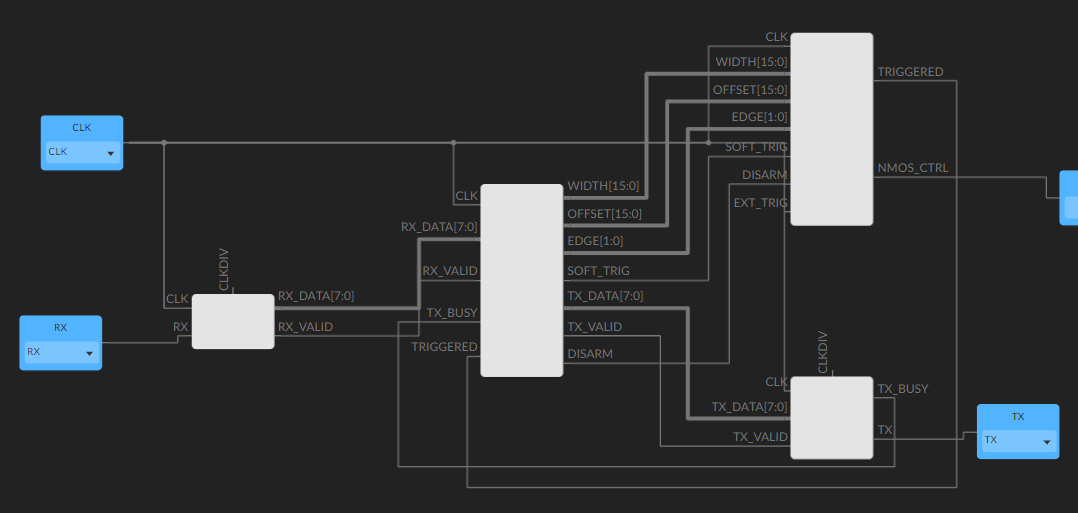 CLK
CLK
RX
RX
CLKDIV
CLK
RX
RX_DATA[7:0]
RX_VALID
CLK
RX_DATA[7:0]
RX_VALID
TX_BUSY
TRIGGERED
WIDTH[15:0]
OFFSET[15:0]
EDGE[1:0]
SOFT_TRIG
TX_DATA[7:0]
TX_VALID
DISARM
CLK
WIDTH[15:0]
OFFSET[15:0]
EDGE[1:0]
SOFT_TRIG
DISARM
EXT_TRIG
TRIGGERED
NMOS_CTRL
CLKDIV
CLK
TX_DATA[7:0]
TX_VALID
TX_BUSY
TX
TX
TX